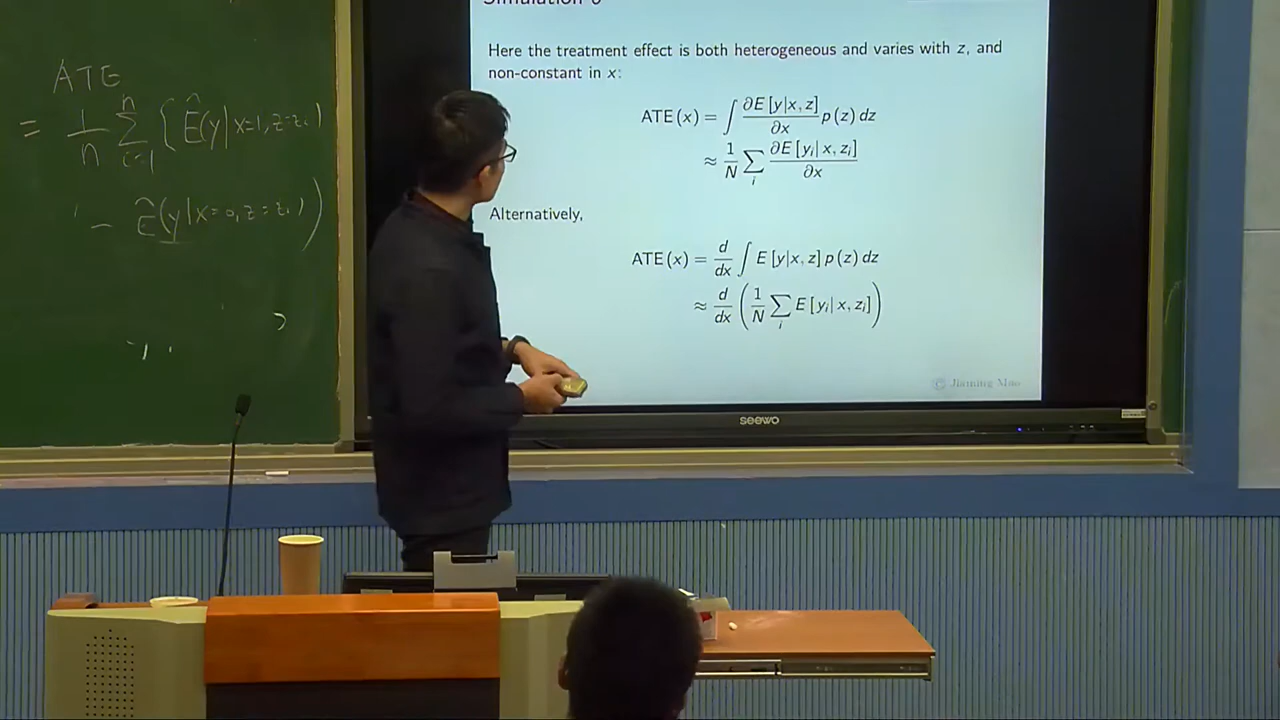 ATE
= 1/n Σ_{i=1}^{n} { Ê(y|x=1, z=z_i)
− Ê(y|x=0, z=z_i) )
Here the treatment effect is both heterogeneous and varies with z, and
non-constant in x:
ATE (x) = ∫ ∂E [y|x, z]/∂x p (z) dz
≈ 1/N Σ_i ∂E [y_i| x, z_i]/∂x
Alternatively,
ATE (x) = d/dx ∫ E [y|x, z] p (z) dz
≈ d/dx ( 1/N Σ_i E [y_i| x, z_i] )
© Jiaming Mao
seewo